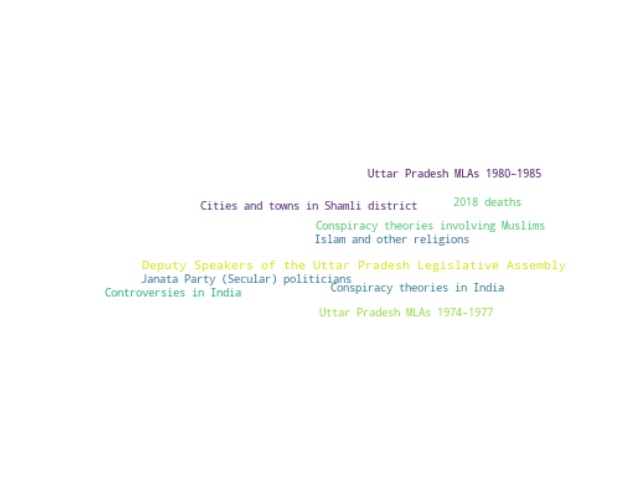 Uttar Pradesh MLAs 1980–1985
2018 deaths
Cities and towns in Shamli district
Conspiracy theories involving Muslims
Islam and other religions
Deputy Speakers of the Uttar Pradesh Legislative Assembly
Janata Party (Secular) politicians
Conspiracy theories in India
Controversies in India
Uttar Pradesh MLAs 1974–1977